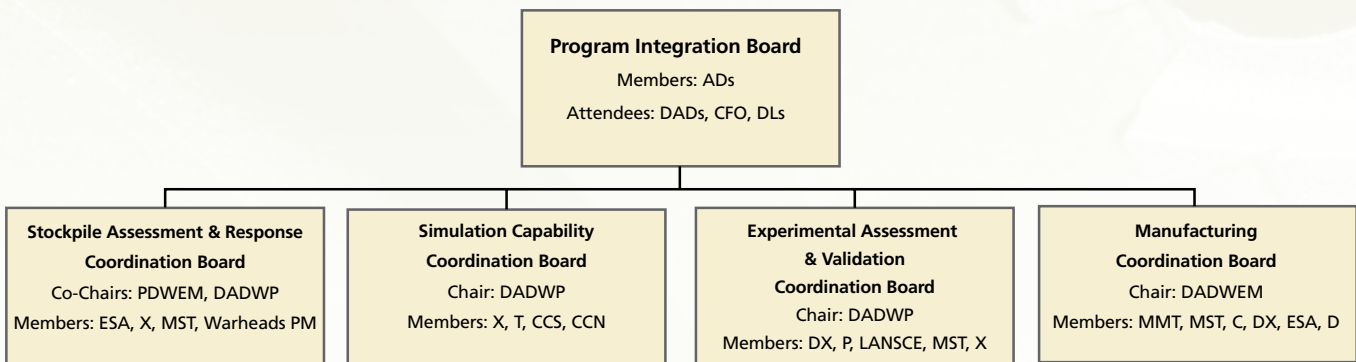 Program Integration Board
Members: ADs
Attendees: DADs, CFO, DLs
Stockpile Assessment & Response
Coordination Board
Co-Chairs: PDWEM, DADWP
Members: ESA, X, MST, Warheads PM
Simulation Capability
Coordination Board
Chair: DADWP
Members: X, T, CCS, CCN
Experimental Assessment
& Validation
Coordination Board
Chair: DADWP
Members: DX, P, LANSCE, MST, X
Manufacturing
Coordination Board
Chair: DADWEM
Members: MMT, MST, C, DX, ESA, D